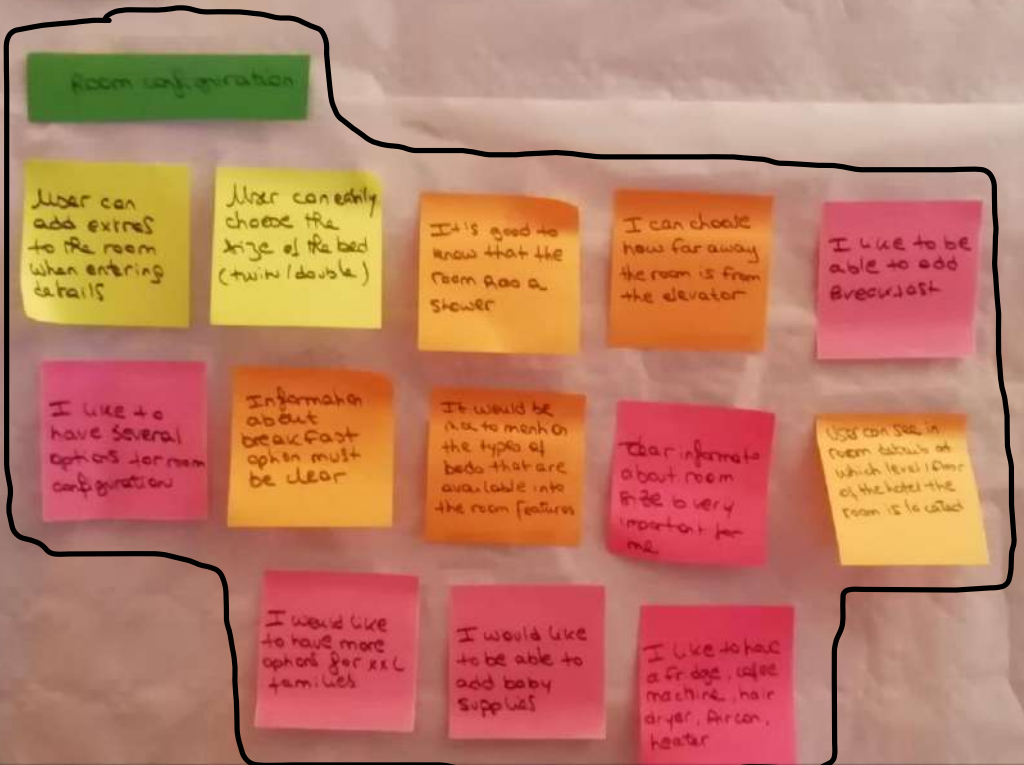 Room configuration
User can
add extras
to the room
when entering
details
User can easily
choose the
size of the bed
(twin/double)
It's good to
know that the
room has a
shower
I can choose
how far away
the room is from
the elevator
I like to be
able to add
Breakfast
I like to
have several
options for room
configuration
Information
about
breakfast
option must
be clear
It would be
nice to mention
the types of
beds that are
available into
the room features
Clear informatio
about room
size is very
important for
me
User can see in
room details at
which level/floor
of the hotel the
room is located
I would like
to have more
options for XXL
families
I would like
to be able to
add baby
supplies
I like to have
a fridge, coffee
machine, hair
dryer, Aircon,
heater